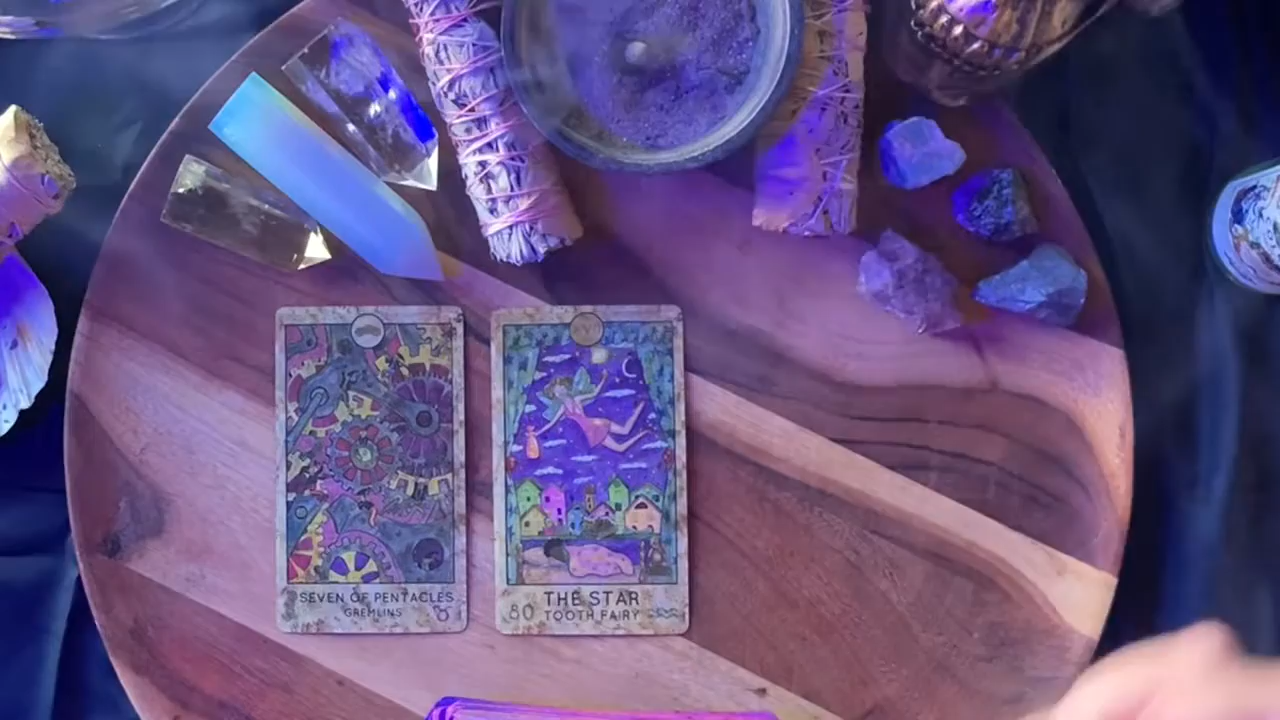 SEVEN OF PENTACLES
GREMLINS
THE STAR
TOOTH FAIRY